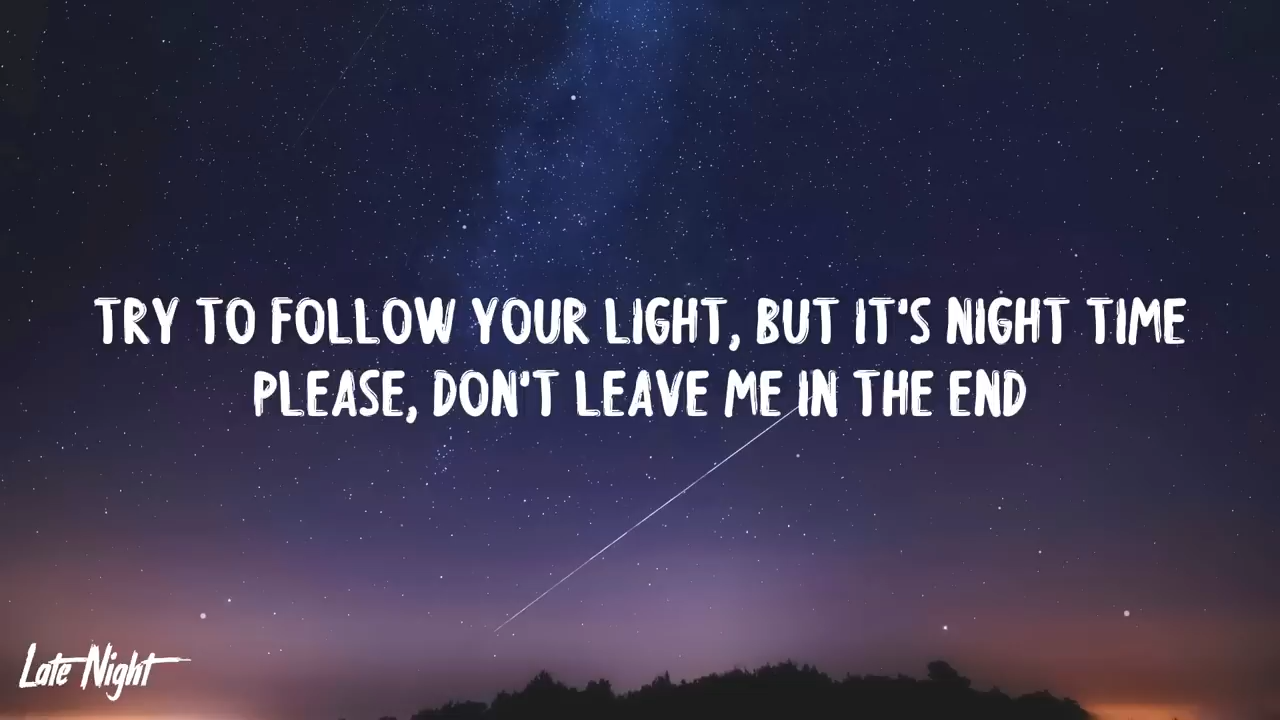 TRY TO FOLLOW YOUR LIGHT, BUT IT'S NIGHT TIME
PLEASE, DON'T LEAVE ME IN THE END
Late Night